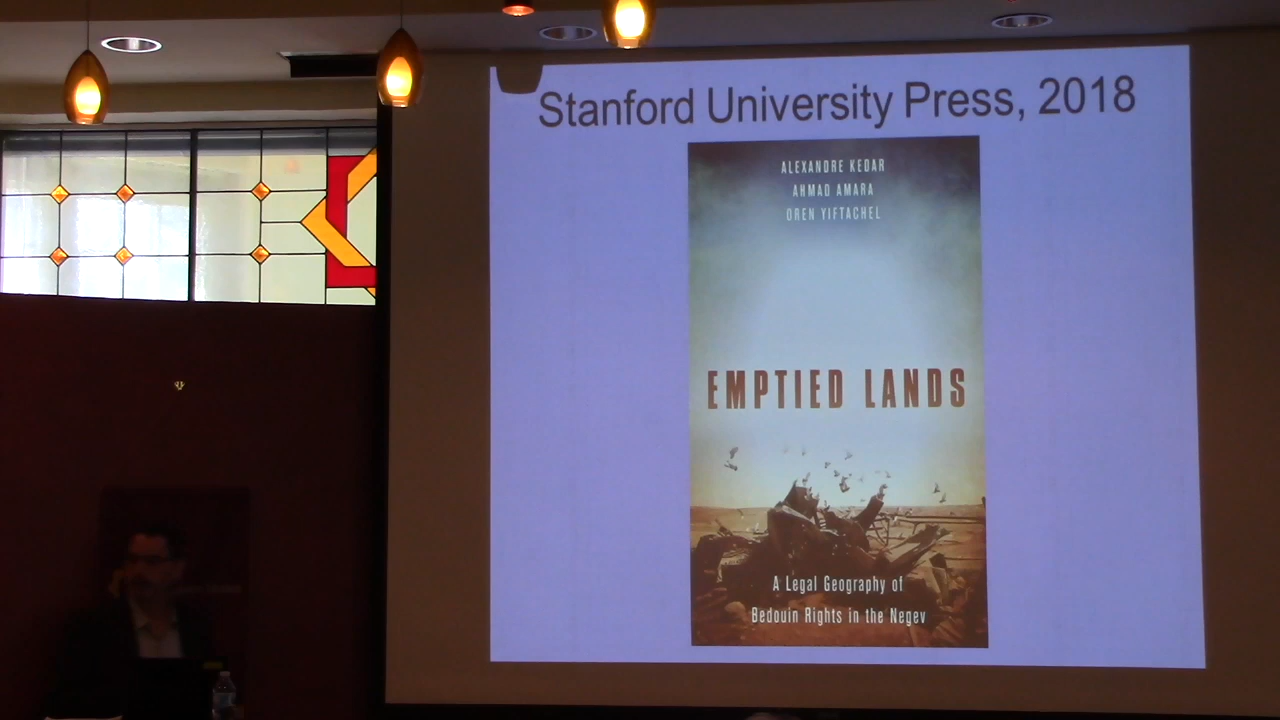 Stanford University Press, 2018
ALEXANDRE KEDAR
AHMAD AMARA
OREN YIFTACHEL
EMPTIED LANDS
A Legal Geography of
Bedouin Rights in the Negev